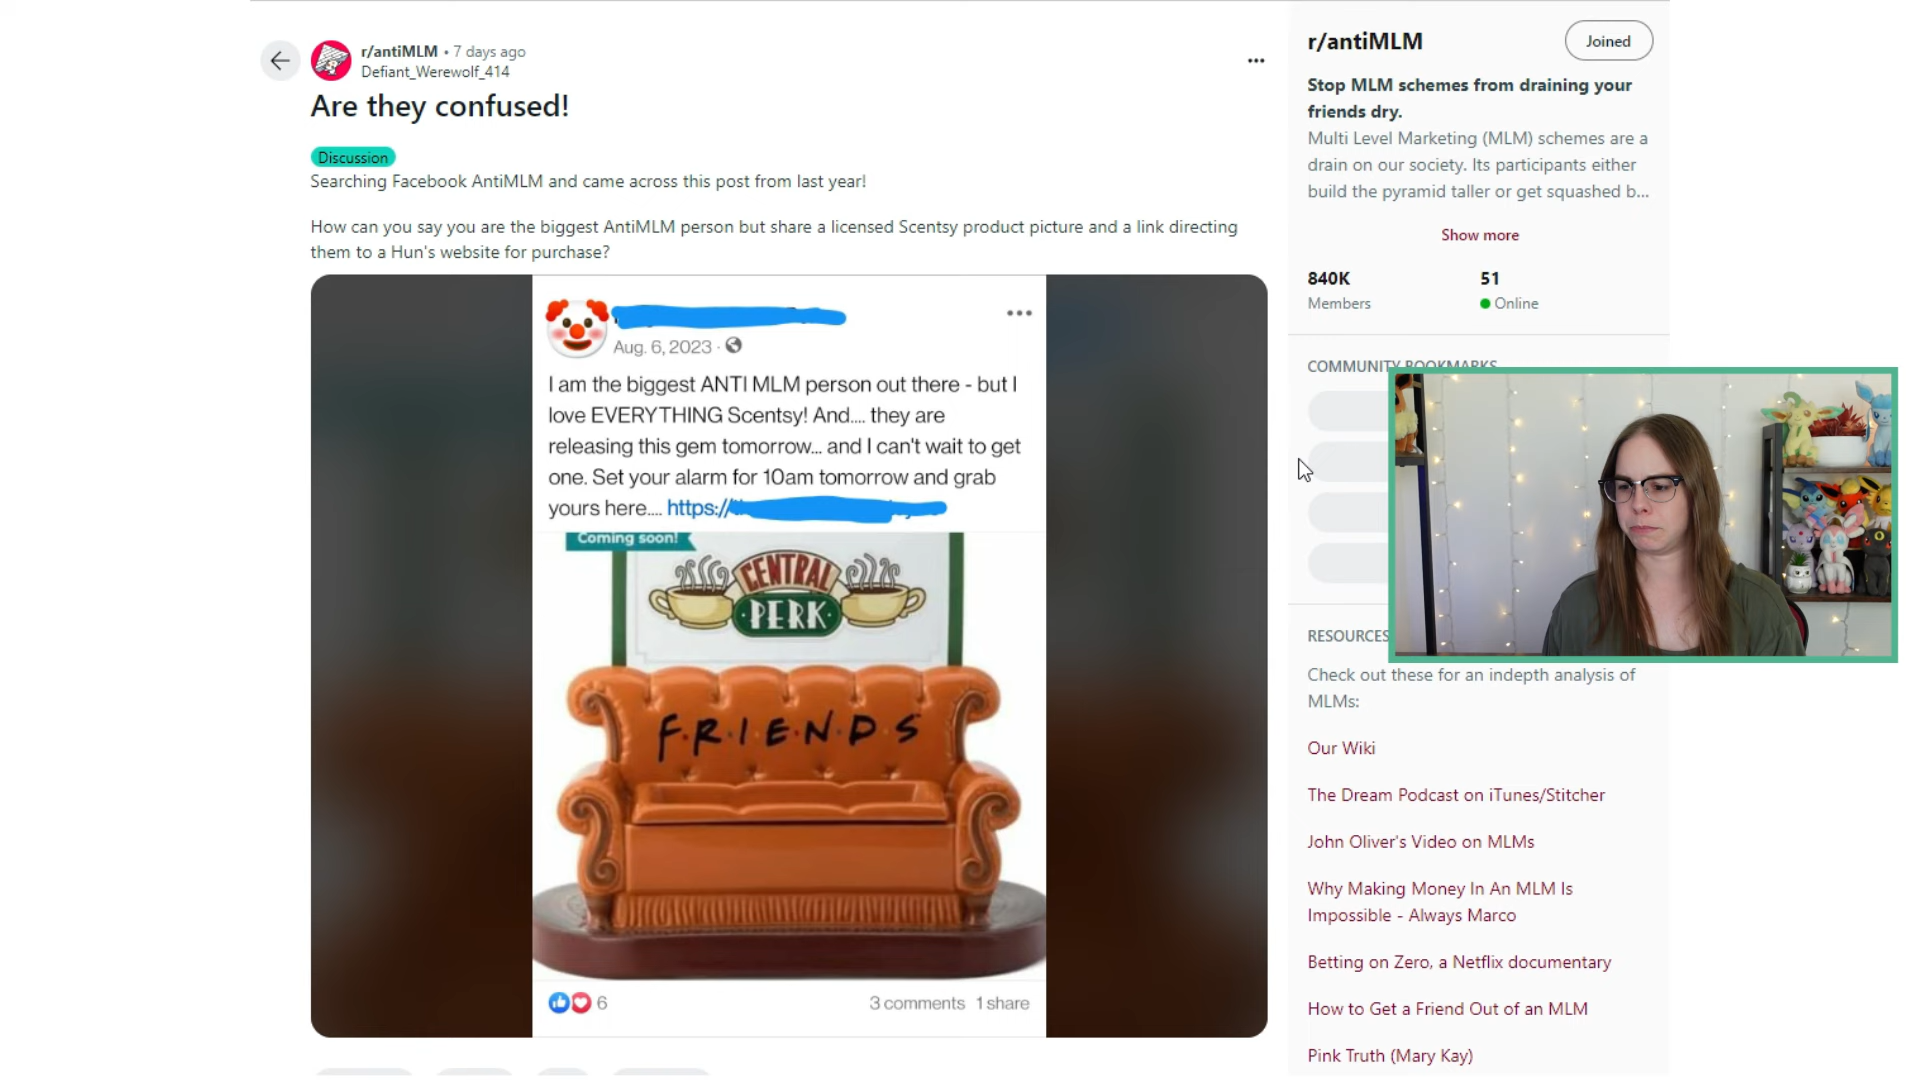 r/antiMLM • 7 days ago
Defiant_Werewolf_414
Are they confused!
Discussion
Searching Facebook AntiMLM and came across this post from last year!
How can you say you are the biggest AntiMLM person but share a licensed Scentsy product picture and a link directing
them to a Hun's website for purchase?
Aug. 6, 2023 ·
I am the biggest ANTI MLM person out there - but I
love EVERYTHING Scentsy! And.... they are
releasing this gem tomorrow... and I can't wait to get
one. Set your alarm for 10am tomorrow and grab
yours here.... https://
Coming soon!
CENTRAL
PERK
F·R·I·E·N·D·S
6
3 comments 1 share
r/antiMLM
Joined
Stop MLM schemes from draining your
friends dry.
Multi Level Marketing (MLM) schemes are a
drain on our society. Its participants either
build the pyramid taller or get squashed b...
Show more
840K
Members
51
Online
COMMUNITY BOOKMARKS
RESOURCES
Check out these for an indepth analysis of
MLMs:
Our Wiki
The Dream Podcast on iTunes/Stitcher
John Oliver's Video on MLMs
Why Making Money In An MLM Is
Impossible - Always Marco
Betting on Zero, a Netflix documentary
How to Get a Friend Out of an MLM
Pink Truth (Mary Kay)